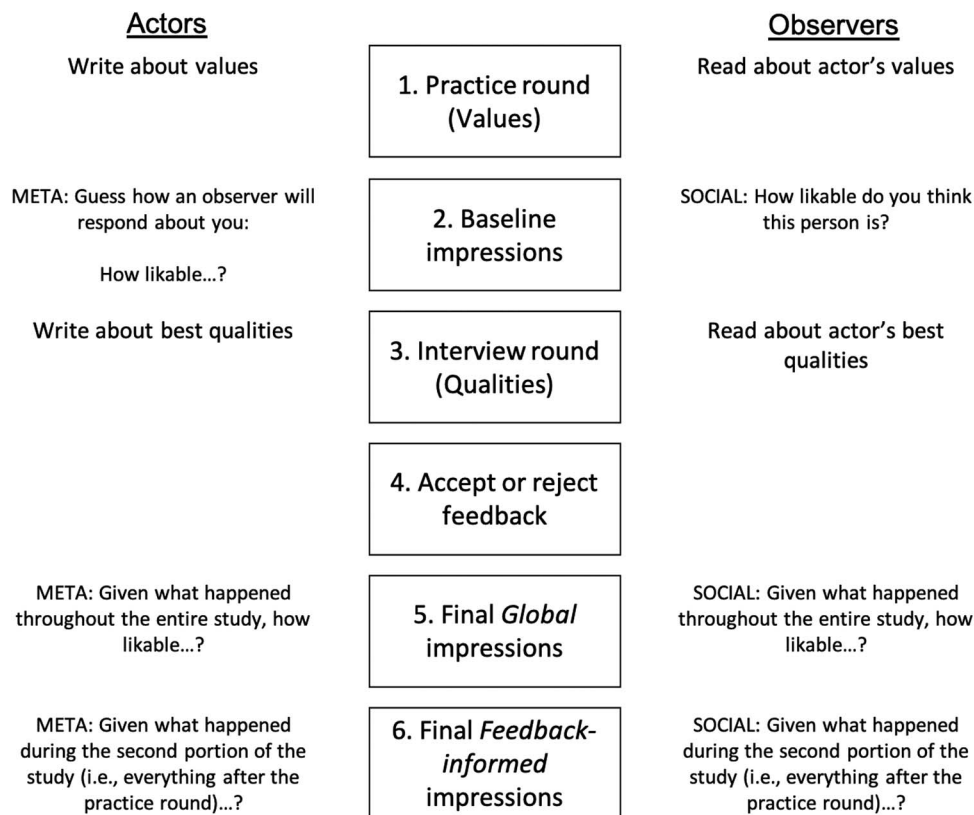 Actors
Observers
Write about values
1. Practice round
(Values)
Read about actor’s values
META: Guess how an observer will
respond about you:
How likable…?
2. Baseline
impressions
SOCIAL: How likable do you think
this person is?
Write about best qualities
3. Interview round
(Qualities)
Read about actor’s best
qualities
4. Accept or reject
feedback
META: Given what happened
throughout the entire study, how
likable…?
5. Final Global
impressions
SOCIAL: Given what happened
throughout the entire study, how
likable…?
META: Given what happened
during the second portion of the
study (i.e., everything after the
practice round)…?
6. Final Feedback-
informed
impressions
SOCIAL: Given what happened
during the second portion of the
study (i.e., everything after the
practice round)…?